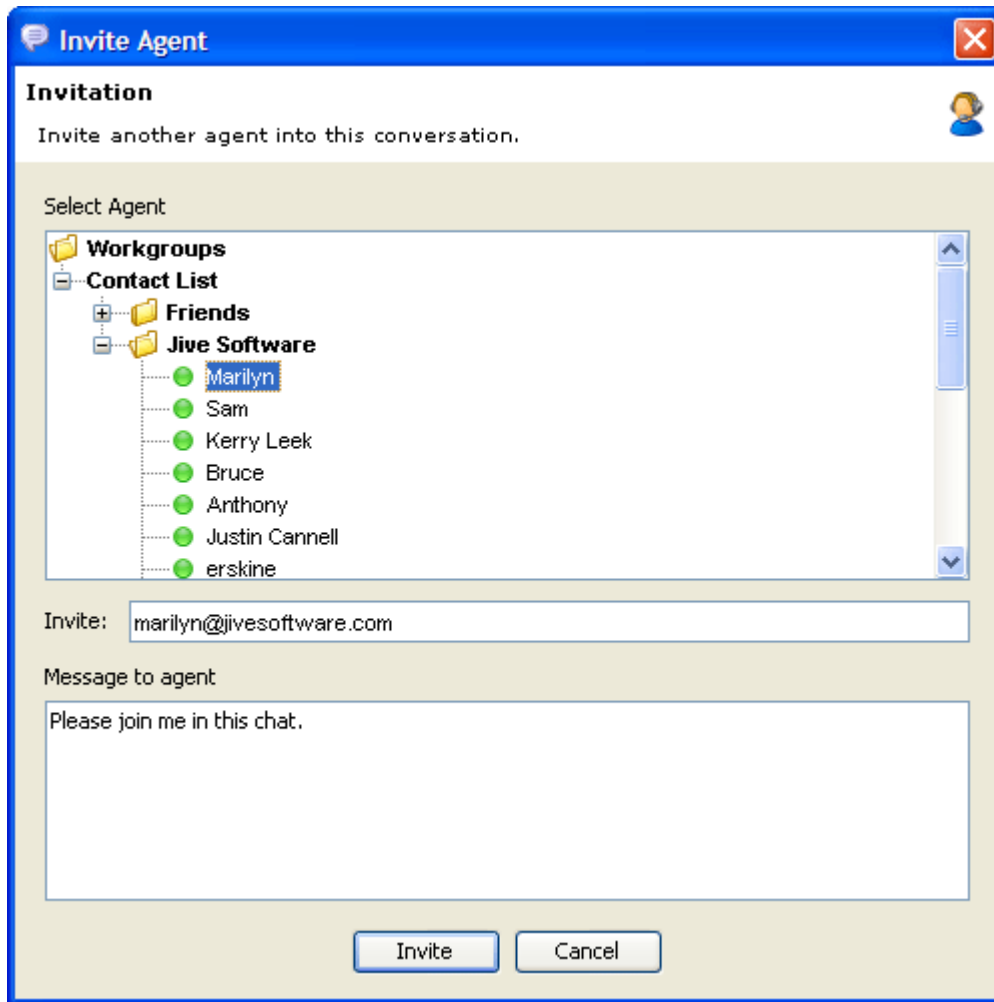 Invite Agent
Invitation
Invite another agent into this conversation.
Select Agent
Workgroups
Contact List
Friends
Jive Software
Marilyn
Sam
Kerry Leek
Bruce
Anthony
Justin Cannell
erskine
Invite: marilyn@jivesoftware.com
Message to agent
Please join me in this chat.
Invite Cancel